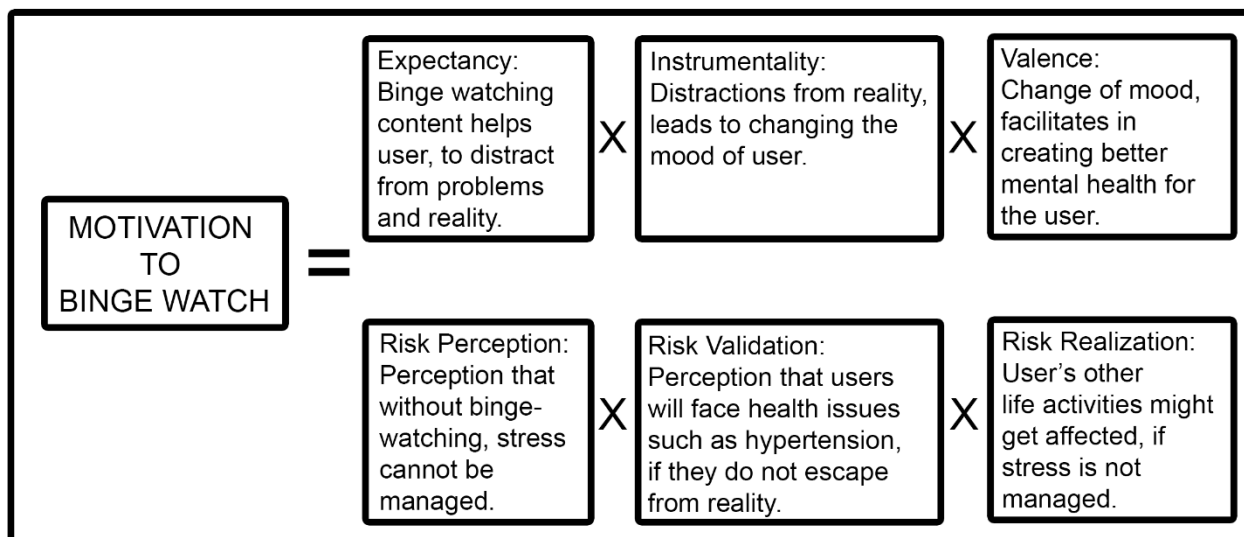 MOTIVATION
TO
BINGE WATCH
=
Expectancy:
Binge watching
content helps
user, to distract
from problems
and reality.
X
Instrumentality:
Distractions from reality,
leads to changing the
mood of user.
X
Valence:
Change of mood,
facilitates in
creating better
mental health for
the user.
Risk Perception:
Perception that
without binge-
watching, stress
cannot be
managed.
X
Risk Validation:
Perception that users
will face health issues
such as hypertension,
if they do not escape
from reality.
X
Risk Realization:
User’s other
life activities might
get affected, if
stress is not
managed.